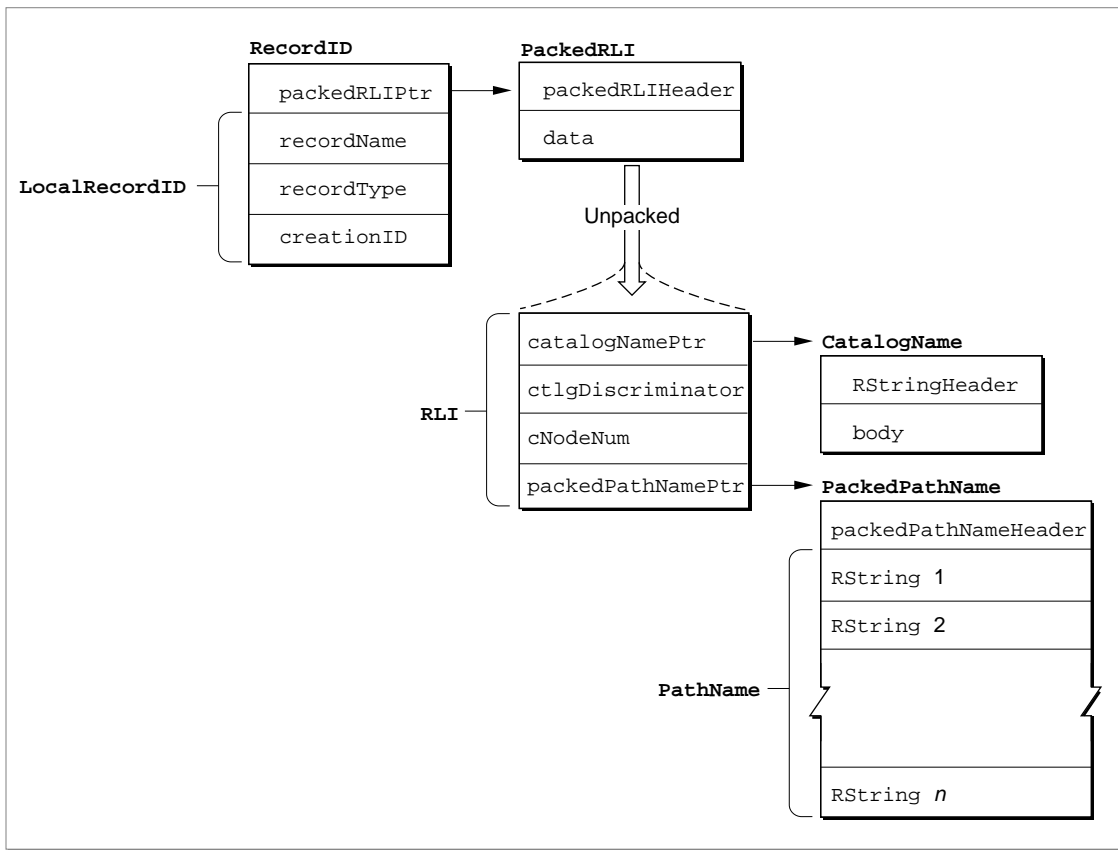 RecordID
packedRLIPtr
LocalRecordID
recordName
recordType
creationID
PackedRLI
packedRLIHeader
data
Unpacked
RLI
catalogNamePtr
ctlgDiscriminator
cNodeNum
packedPathNamePtr
CatalogName
RStringHeader
body
PackedPathName
packedPathNameHeader
PathName
RString 1
RString 2
RString n